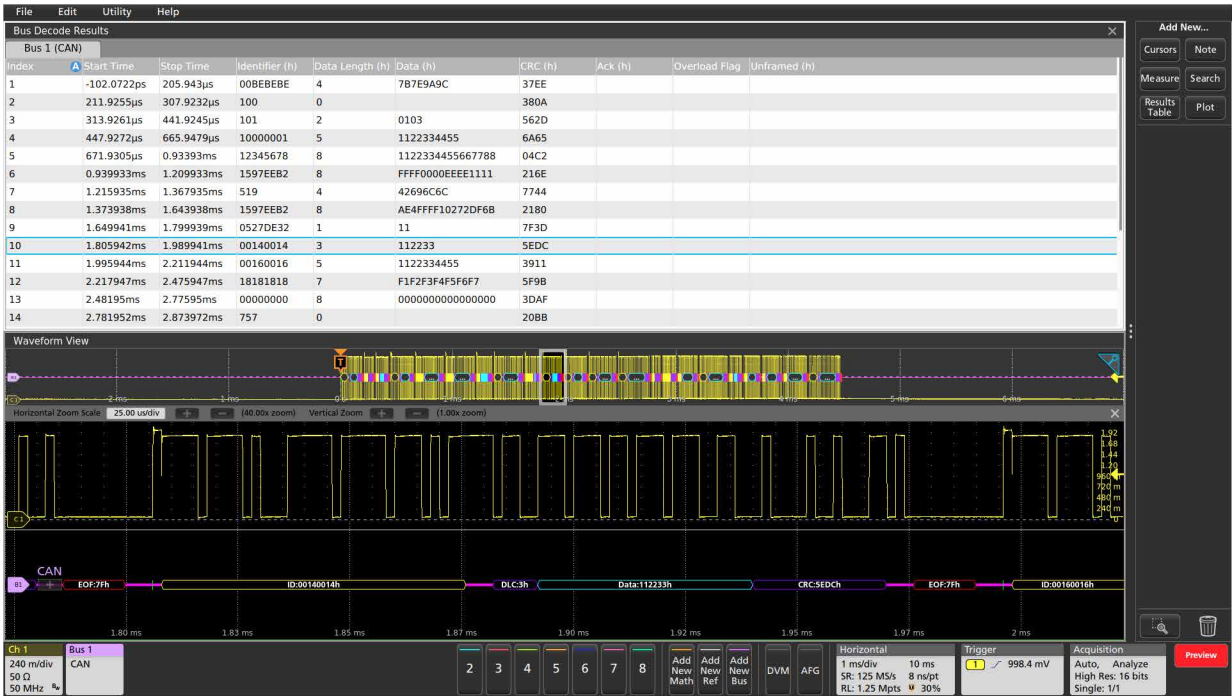 File Edit Utility Help
Bus Decode Results
Bus 1 (CAN)
Index A Start Time Stop Time Identifier (h) Data Length (h) Data (h) CRC (h) Ack (h) Overload Flag Unframed (h)
1 -102.0722ps 205.943µs 00BEBEBE 4 7B7E9A9C 37EE
2 211.9255µs 307.9232µs 100 0 380A
3 313.9261µs 441.9245µs 101 2 0103 562D
4 447.9272µs 665.9479µs 10000001 5 1122334455 6A65
5 671.9305µs 0.93393ms 12345678 8 1122334455667788 04C2
6 0.939933ms 1.209933ms 1597EEB2 8 FFFF0000EEEE1111 216E
7 1.215935ms 1.367935ms 519 4 42696C6C 7744
8 1.373938ms 1.643938ms 1597EEB2 8 AE4FFFF10272DF6B 2180
9 1.649941ms 1.799939ms 0527DE32 1 11 7F3D
10 1.805942ms 1.989941ms 00140014 3 112233 5EDC
11 1.995944ms 2.211944ms 00160016 5 1122334455 3911
12 2.217947ms 2.475947ms 18181818 7 F1F2F3F4F5F6F7 5F9B
13 2.48195ms 2.77595ms 00000000 8 0000000000000000 3DAF
14 2.781952ms 2.873972ms 757 0 20BB
Waveform View
T
Horizontal Zoom Scale 25.00 us/div + − (40.00x zoom) Vertical Zoom + − (1.00x zoom)
1.92
1.68
1.44
1.20
960 m
720 m
480 m
240 m
C1
CAN
B1 EOF:7Fh ID:00140014h DLC:3h Data:112233h CRC:5EDCh EOF:7Fh ID:00160016h
1.80 ms 1.83 ms 1.85 ms 1.87 ms 1.90 ms 1.92 ms 1.95 ms 1.97 ms 2 ms
Add New...
Cursors Note
Measure Search
Results Table Plot
Ch 1
240 m/div
50 Ω
50 MHz Bw
Bus 1
CAN
2 3 4 5 6 7 8
Add New Math
Add New Ref
Add New Bus
DVM AFG
Horizontal
1 ms/div 10 ms
SR: 125 MS/s 8 ns/pt
RL: 1.25 Mpts 30%
Trigger
1 998.4 mV
Acquisition
Auto, Analyze
High Res: 16 bits
Single: 1/1
Preview